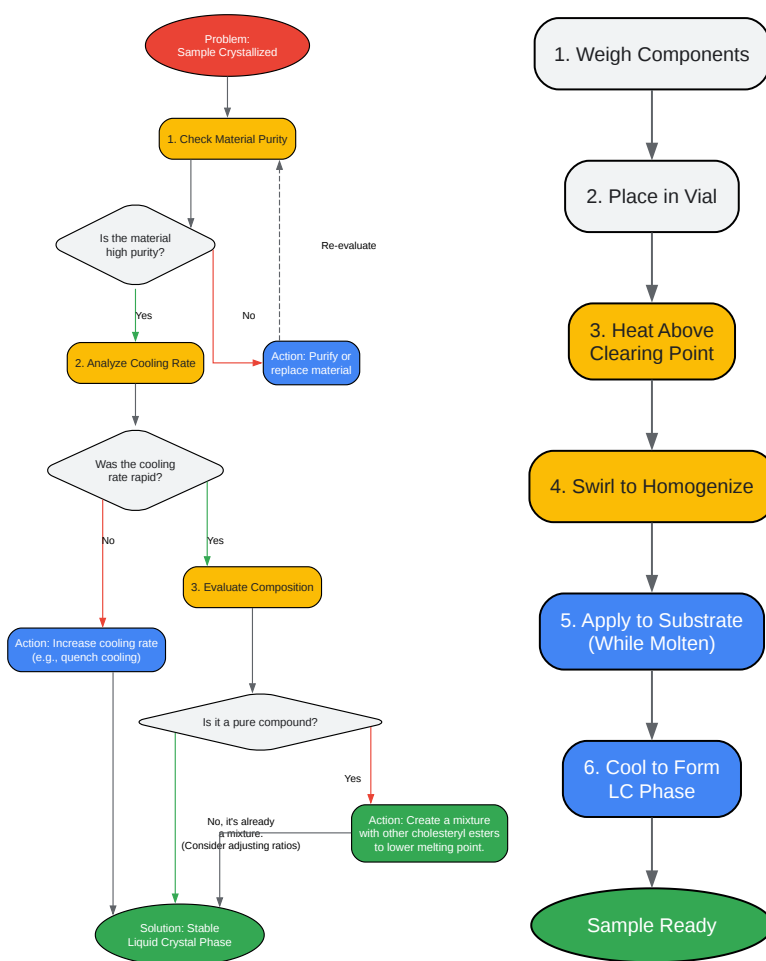 Problem:
Sample Crystallized
1. Check Material Purity
Is the material
high purity?
Re-evaluate
Yes
No
2. Analyze Cooling Rate
Action: Purify or
replace material
Was the cooling
rate rapid?
No
Yes
3. Evaluate Composition
Action: Increase cooling rate
(e.g., quench cooling)
Is it a pure compound?
Yes
No, it's already
a mixture.
(Consider adjusting ratios)
Action: Create a mixture
with other cholesteryl esters
to lower melting point.
Solution: Stable
Liquid Crystal Phase
1. Weigh Components
2. Place in Vial
3. Heat Above
Clearing Point
4. Swirl to Homogenize
5. Apply to Substrate
(While Molten)
6. Cool to Form
LC Phase
Sample Ready